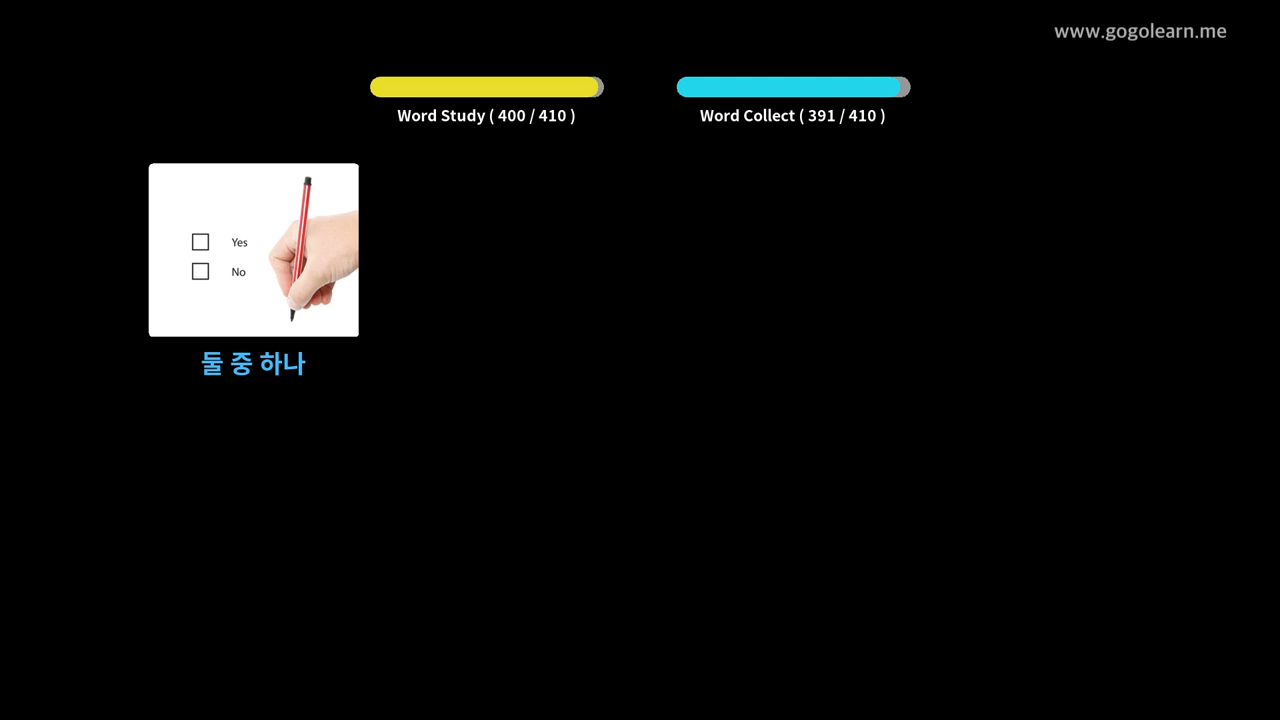 www.gogolearn.me
Word Study ( 400 / 410 )
Word Collect ( 391 / 410 )
Yes
No
둘 중 하나